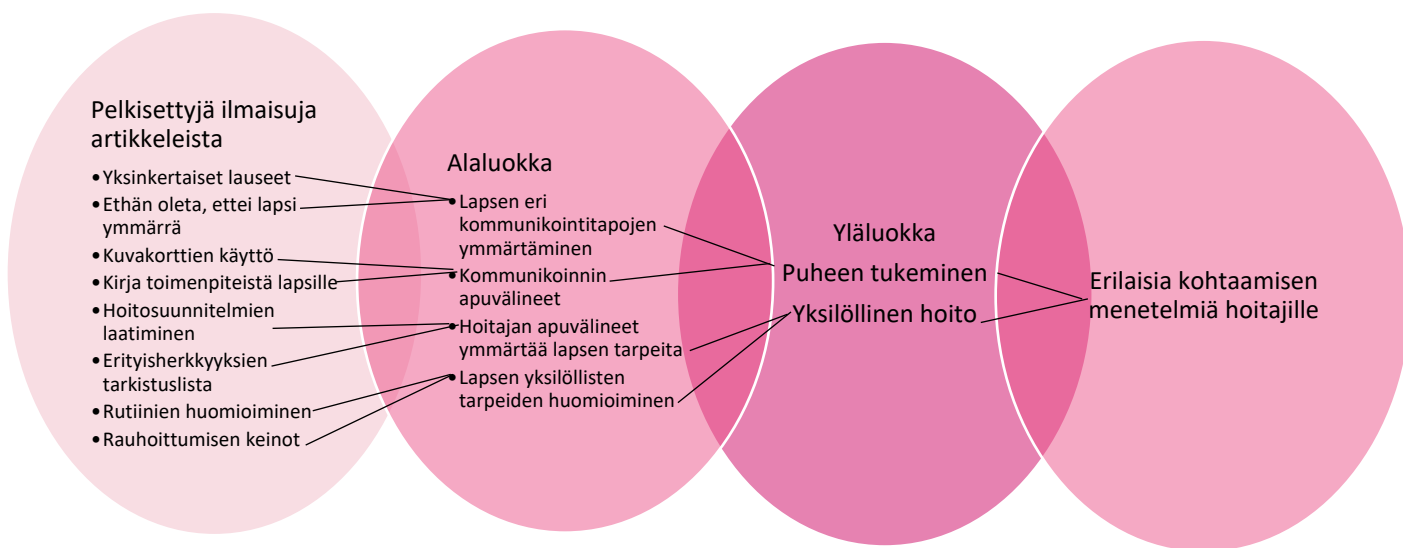 Pelkisettyjä ilmaisuja
artikkeleista
•Yksinkertaiset lauseet
•Ethän oleta, ettei lapsi
ymmärrä
•Kuvakorttien käyttö
•Kirja toimenpiteistä lapsille
•Hoitosuunnitelmien
laatiminen
•Erityisherkkyyksien
tarkistuslista
•Rutiinien huomioiminen
•Rauhoittumisen keinot
Alaluokka
•Lapsen eri
kommunikointitapojen
ymmärtäminen
•Kommunikoinnin
apuvälineet
•Hoitajan apuvälineet
ymmärtää lapsen tarpeita
•Lapsen yksilöllisten
tarpeiden huomioiminen
Yläluokka
Puheen tukeminen
Yksilöllinen hoito
Erilaisia kohtaamisen
menetelmiä hoitajille